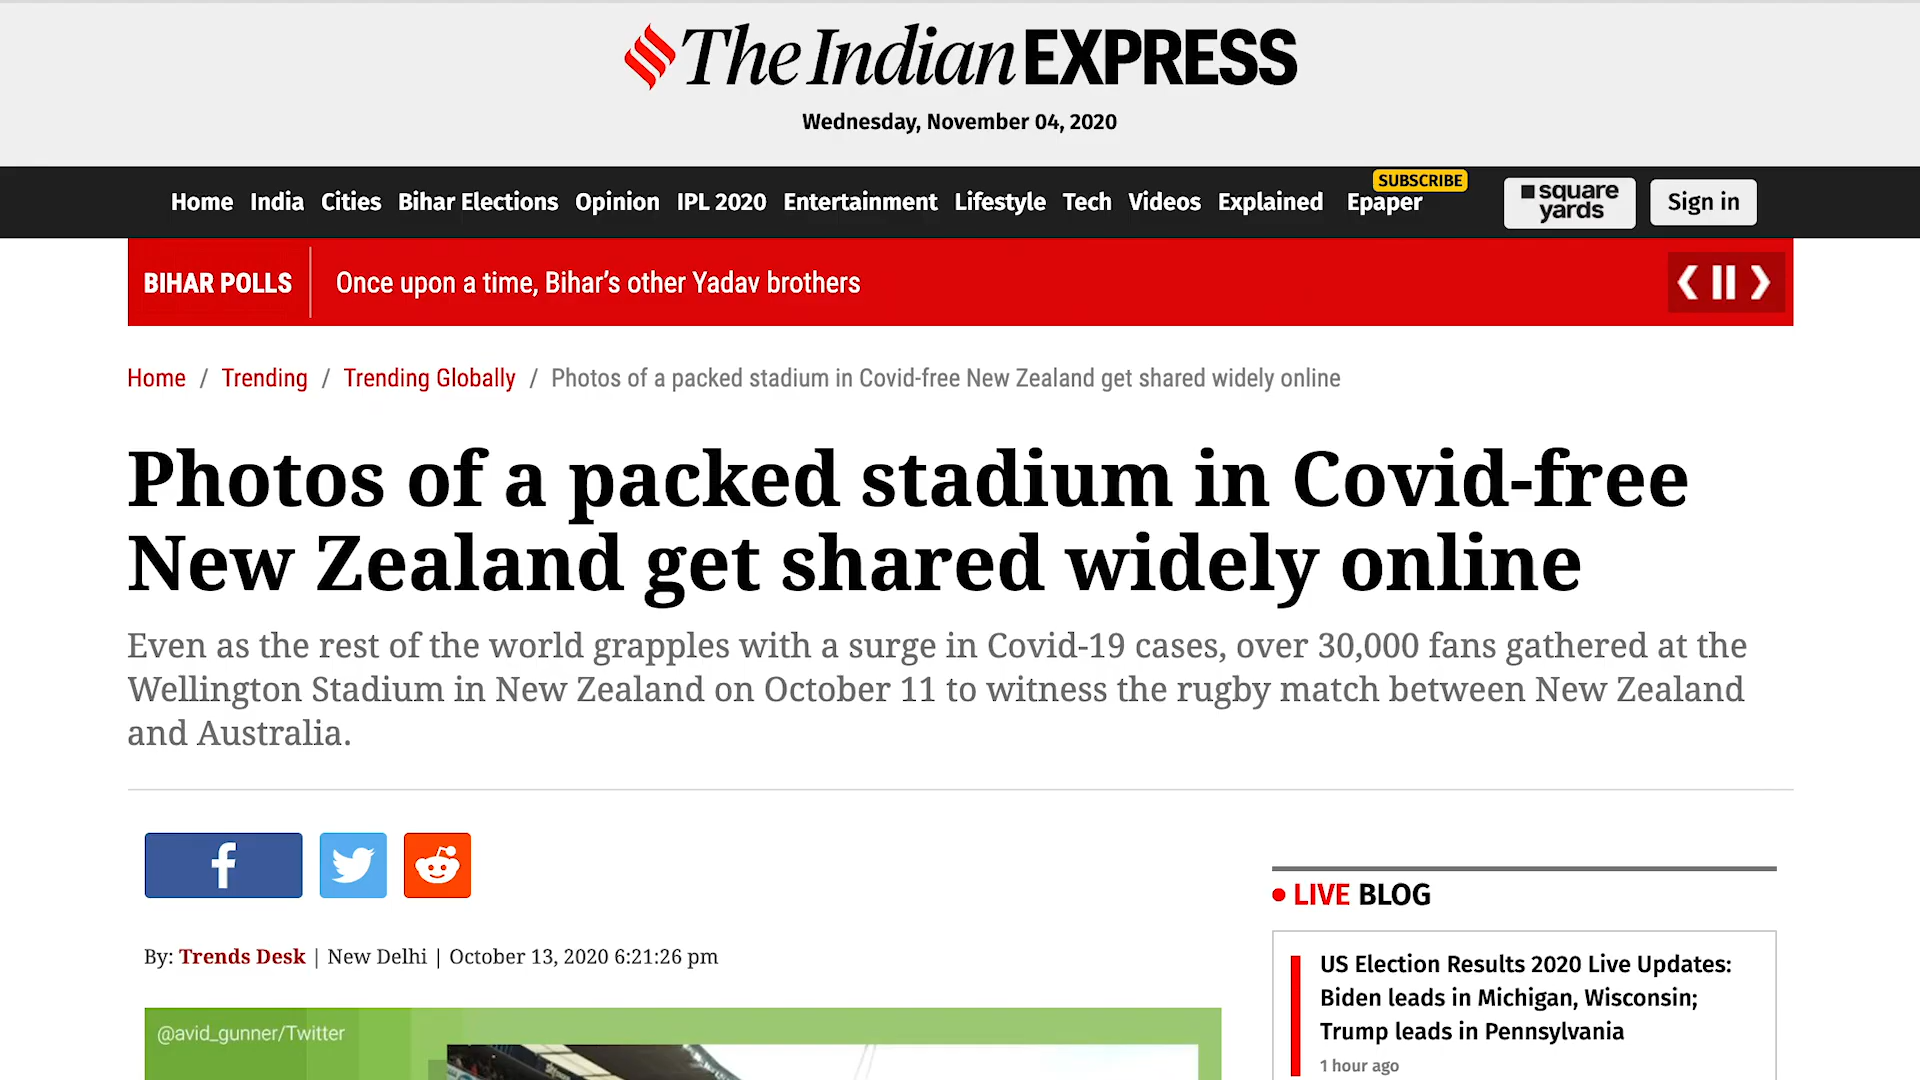 The Indian EXPRESS
Wednesday, November 04, 2020
Home India Cities Bihar Elections Opinion IPL 2020 Entertainment Lifestyle Tech Videos Explained Epaper SUBSCRIBE square yards Sign in
BIHAR POLLS Once upon a time, Bihar’s other Yadav brothers
Home / Trending / Trending Globally / Photos of a packed stadium in Covid-free New Zealand get shared widely online
Photos of a packed stadium in Covid-free
New Zealand get shared widely online
Even as the rest of the world grapples with a surge in Covid-19 cases, over 30,000 fans gathered at the
Wellington Stadium in New Zealand on October 11 to witness the rugby match between New Zealand
and Australia.
By: Trends Desk | New Delhi | October 13, 2020 6:21:26 pm
@avid_gunner/Twitter
LIVE BLOG
US Election Results 2020 Live Updates:
Biden leads in Michigan, Wisconsin;
Trump leads in Pennsylvania
1 hour ago